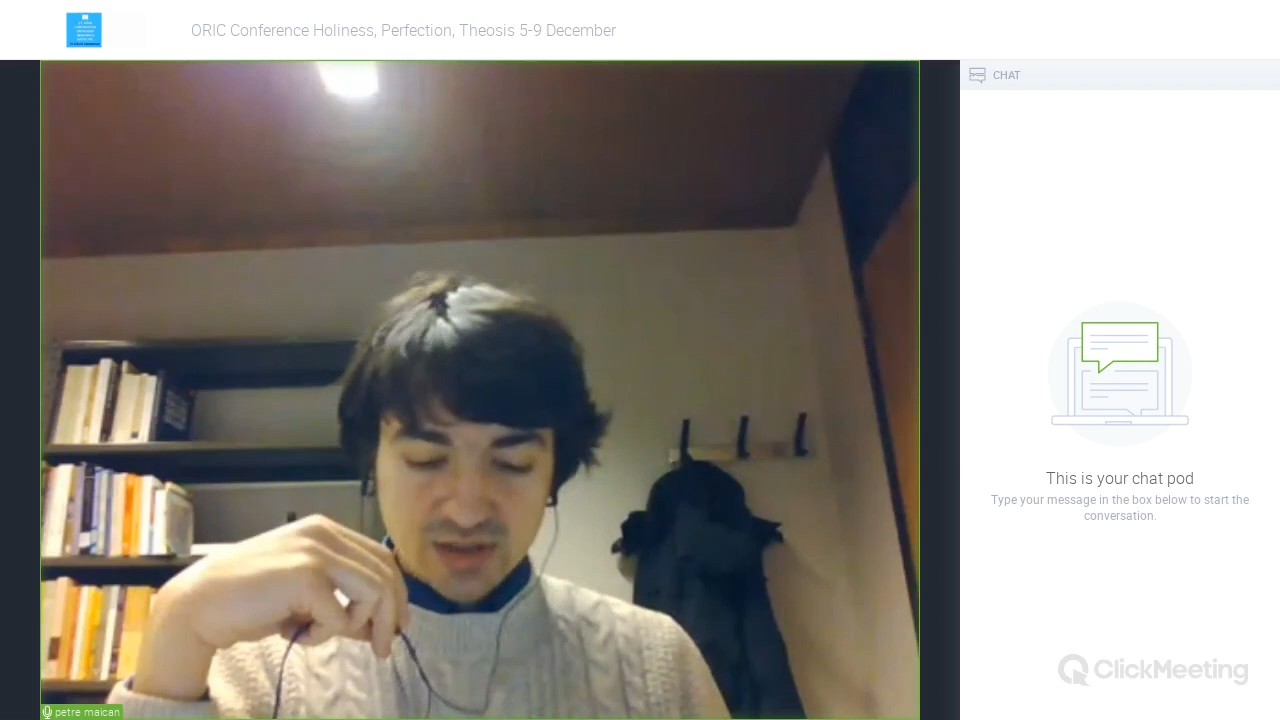 ORIC Conference Holiness, Perfection, Theosis 5-9 December
CHAT
This is your chat pod
Type your message in the box below to start the
conversation.
ClickMeeting
petre maican